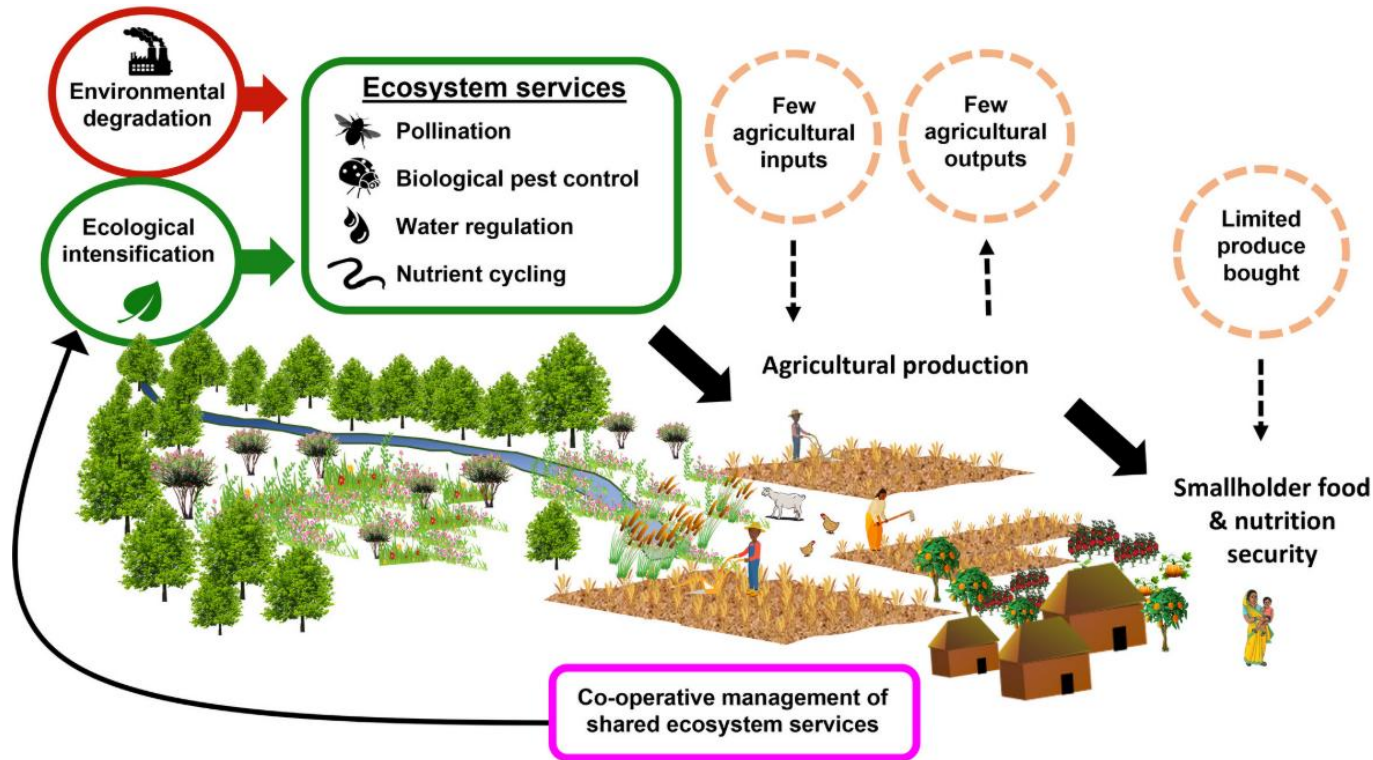 Environmental
degradation
Ecological
intensification
Ecosystem services
Pollination
Biological pest control
Water regulation
Nutrient cycling
Few
agricultural
inputs
Few
agricultural
outputs
Limited
produce
bought
Agricultural production
Smallholder food
& nutrition
security
Co-operative management of
shared ecosystem services